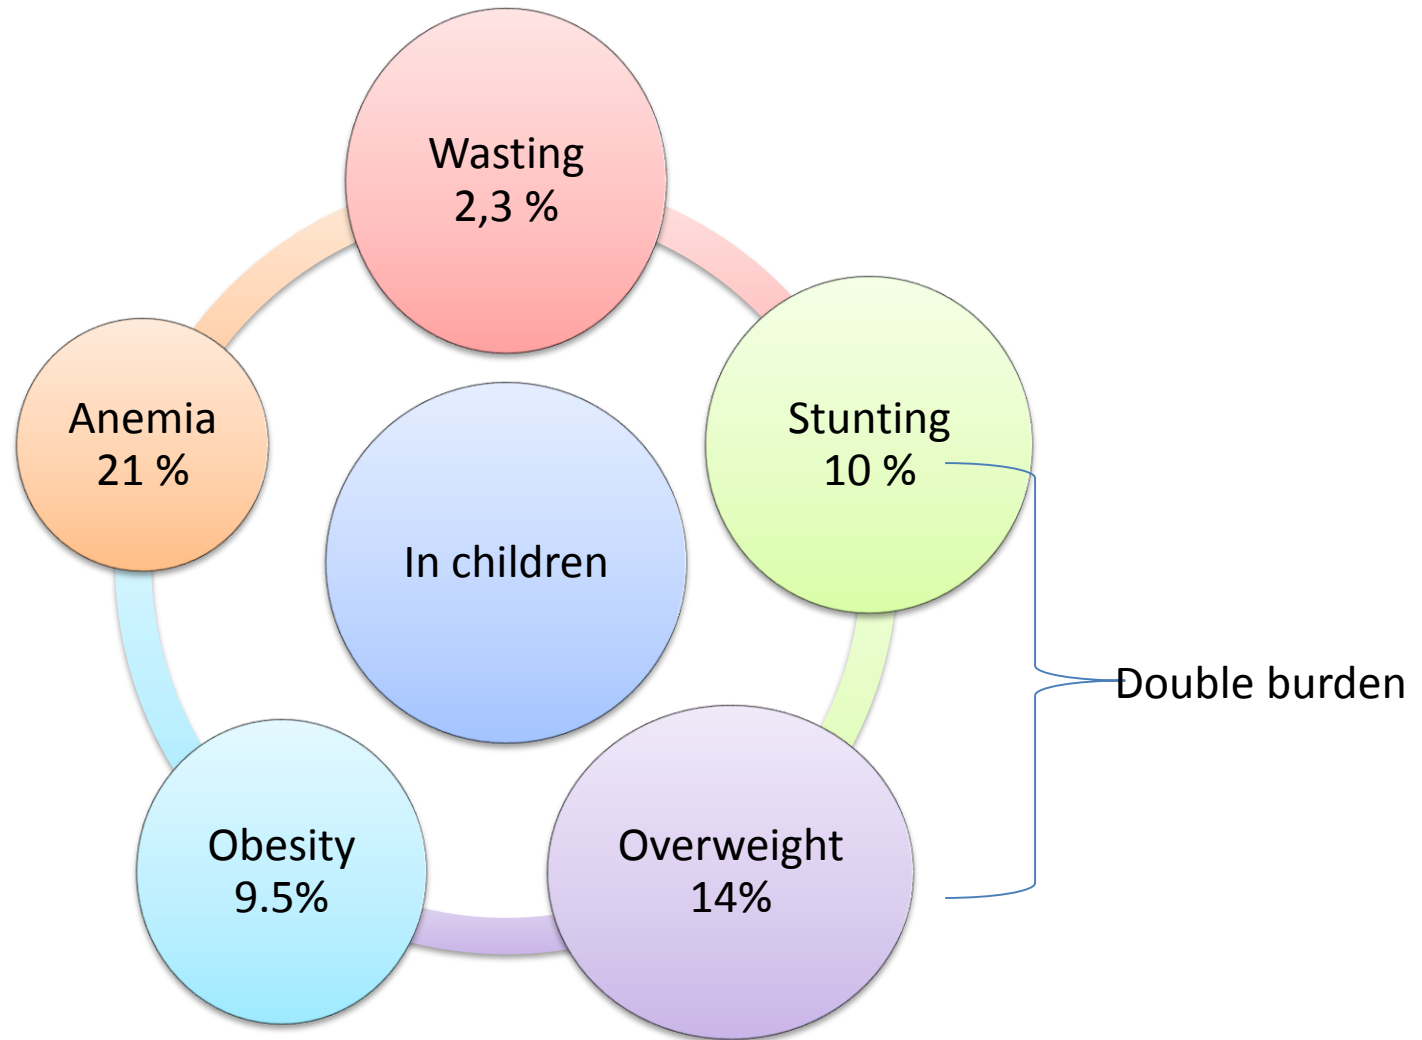 Wasting
2,3 %
Stunting
10 %
Anemia
21 %
In children
Double burden
Obesity
9.5%
Overweight
14%